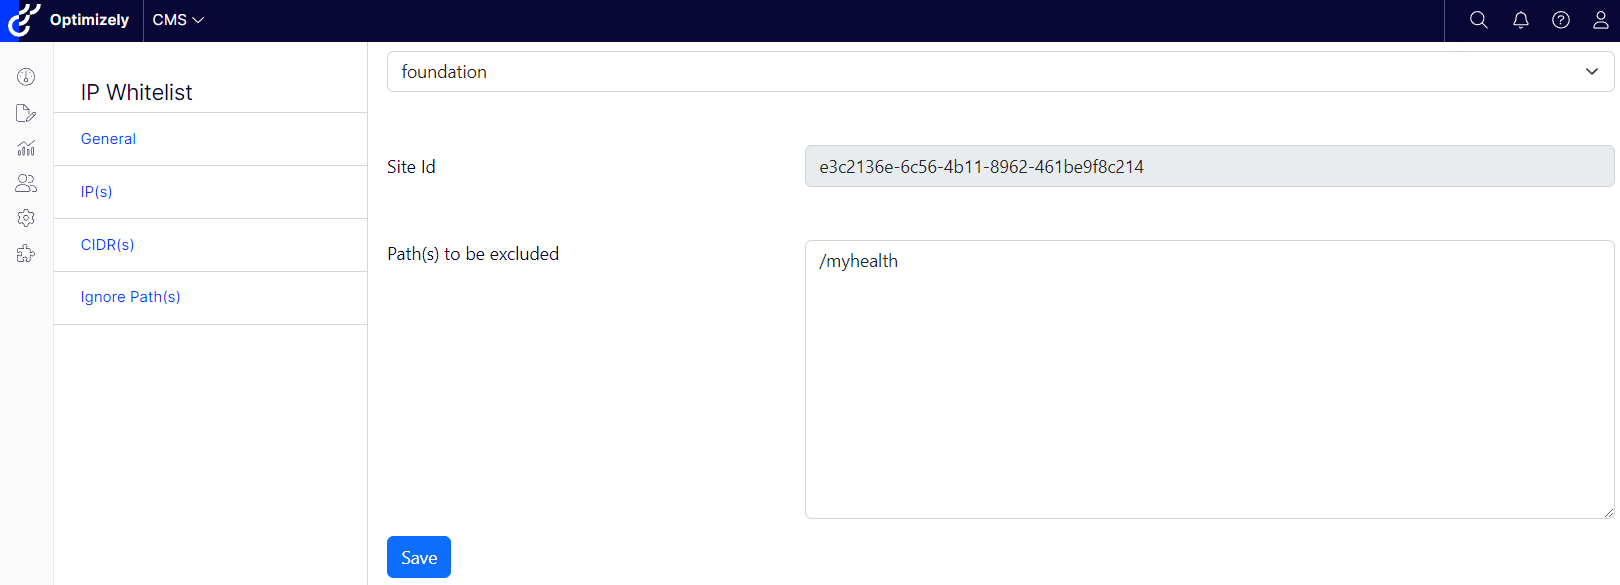 Optimizely CMS
IP Whitelist
General
IP(s)
CIDR(s)
Ignore Path(s)
foundation
Site Id
e3c2136e-6c56-4b11-8962-461be9f8c214
Path(s) to be excluded
/myhealth
Save